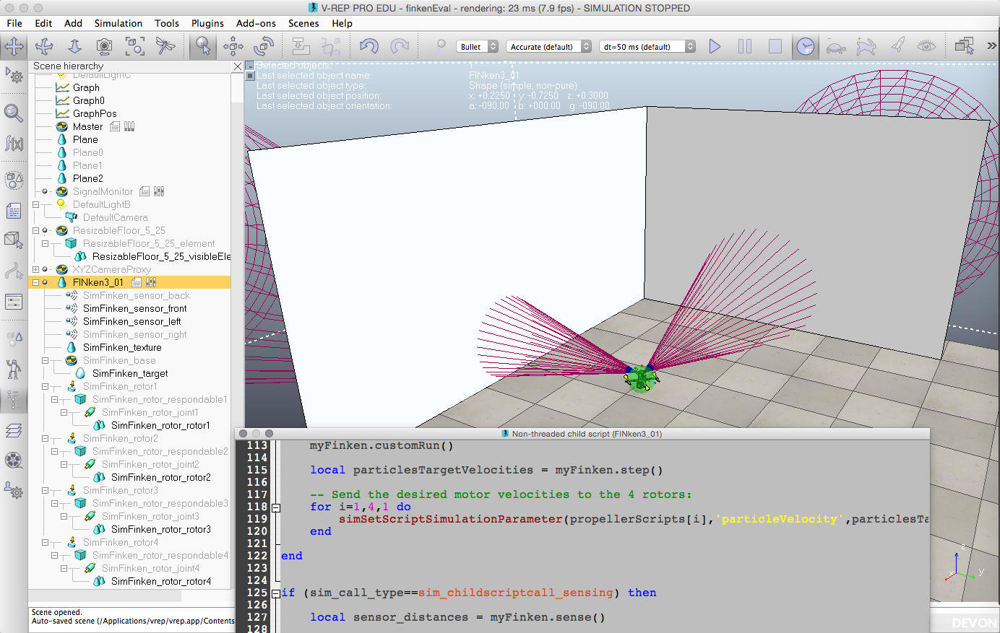 V-REP PRO EDU - finkenEval - rendering: 23 ms (7.9 fps) - SIMULATION STOPPED
File Edit Add Simulation Tools Plugins Add-ons Scenes Help
Bullet Accurate (default) dt=50 ms (default)
Scene hierarchy
DefaultLightC
Graph
Graph0
GraphPos
Master
Plane
Plane0
Plane1
Plane2
SignalMonitor
DefaultLightB
DefaultCamera
ResizableFloor_5_25
ResizableFloor_5_25_element
ResizableFloor_5_25_visibleEle
XYZCameraProxy
FINken3_01
SimFinken_sensor_back
SimFinken_sensor_front
SimFinken_sensor_left
SimFinken_sensor_right
SimFinken_texture
SimFinken_base
SimFinken_target
SimFinken_rotor1
SimFinken_rotor_respondable1
SimFinken_rotor_joint1
SimFinken_rotor_rotor1
SimFinken_rotor2
SimFinken_rotor_respondable2
SimFinken_rotor_joint2
SimFinken_rotor_rotor2
SimFinken_rotor3
SimFinken_rotor_respondable3
SimFinken_rotor_joint3
SimFinken_rotor_rotor3
SimFinken_rotor4
SimFinken_rotor_respondable4
SimFinken_rotor_joint4
SimFinken_rotor_rotor4
Scene opened.
Auto-saved scene (/Applications/vrep/vrep.app/Contents
Selected objects: 1
Last selected object name: FINken3_01
Last selected object type: Shape (simple, non-pure)
Last selected object position: x: +0.2250 y: -0.7250 z: +0.3000
Last selected object orientation: a: -090.00 b: +000.00 g: -090.00
Non-threaded child script (FINken3_01)
113 myFinken.customRun()
114
115 local particlesTargetVelocities = myFinken.step()
116
117 -- Send the desired motor velocities to the 4 rotors:
118 for i=1,4,1 do
119 simSetScriptSimulationParameter(propellerScripts[i],'particleVelocity',particlesTa
120 end
121
122 end
123
124
125 if (sim_call_type==sim_childscriptcall_sensing) then
126
127 local sensor_distances = myFinken.sense()
128
z
x
y
DEVON